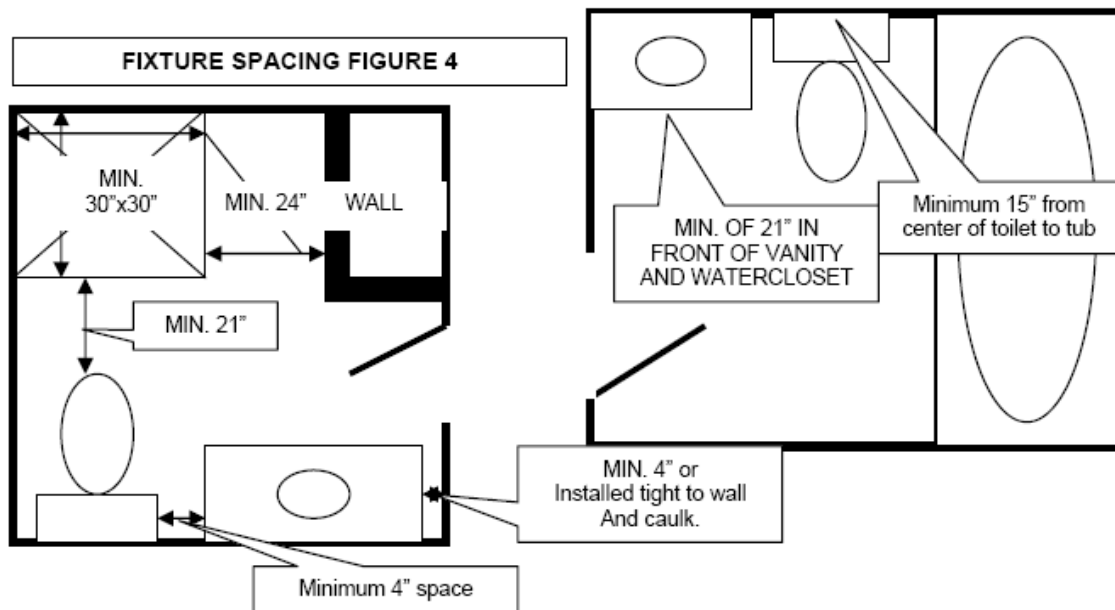 FIXTURE SPACING FIGURE 4
MIN.
30”x30”
MIN. 24”
WALL
MIN. 21”
Minimum 4” space
MIN. 4” or
Installed tight to wall
And caulk.
MIN. OF 21” IN
FRONT OF VANITY
AND WATERCLOSET
Minimum 15” from
center of toilet to tub